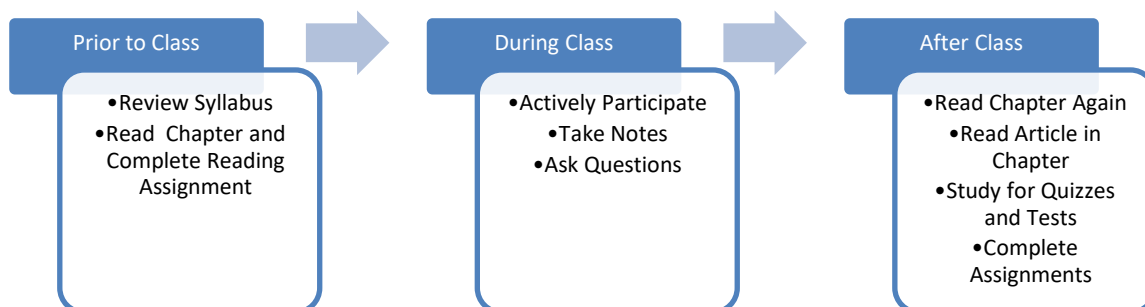 Prior to Class
•Review Syllabus
•Read Chapter and
Complete Reading
Assignment
During Class
•Actively Participate
•Take Notes
•Ask Questions
After Class
•Read Chapter Again
•Read Article in
Chapter
•Study for Quizzes
and Tests
•Complete
Assignments